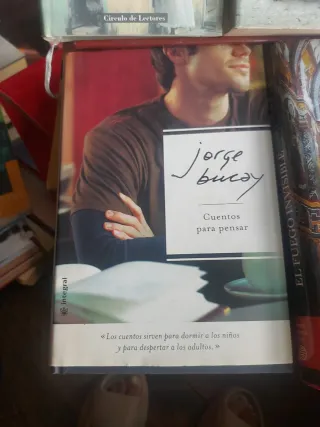 Círculo de Lectores
jorge
bucay
Cuentos
para pensar
integral
«Los cuentos sirven para dormir a los niños
y para despertar a los adultos.»
EL FUEGO INVISIBLE